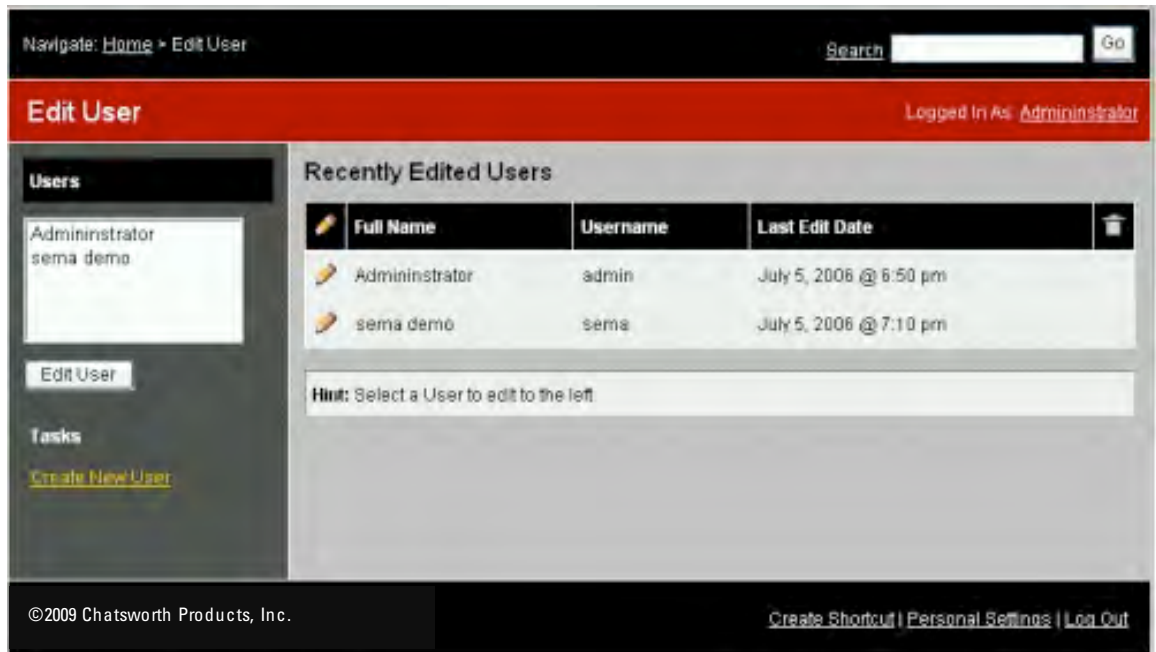 Navigate: Home > Edit User
Search
Go
Edit User
Logged In As: Admininstrator
Users
Admininstrator
sema demo
Edit User
Tasks
Create New User
Recently Edited Users
Full Name Username Last Edit Date
Admininstrator admin July 5, 2006 @ 6:50 pm
sema demo sema July 5, 2006 @ 7:10 pm
Hint: Select a User to edit to the left
©2009 Chatsworth Products, Inc.
Create Shortcut | Personal Settings | Log Out